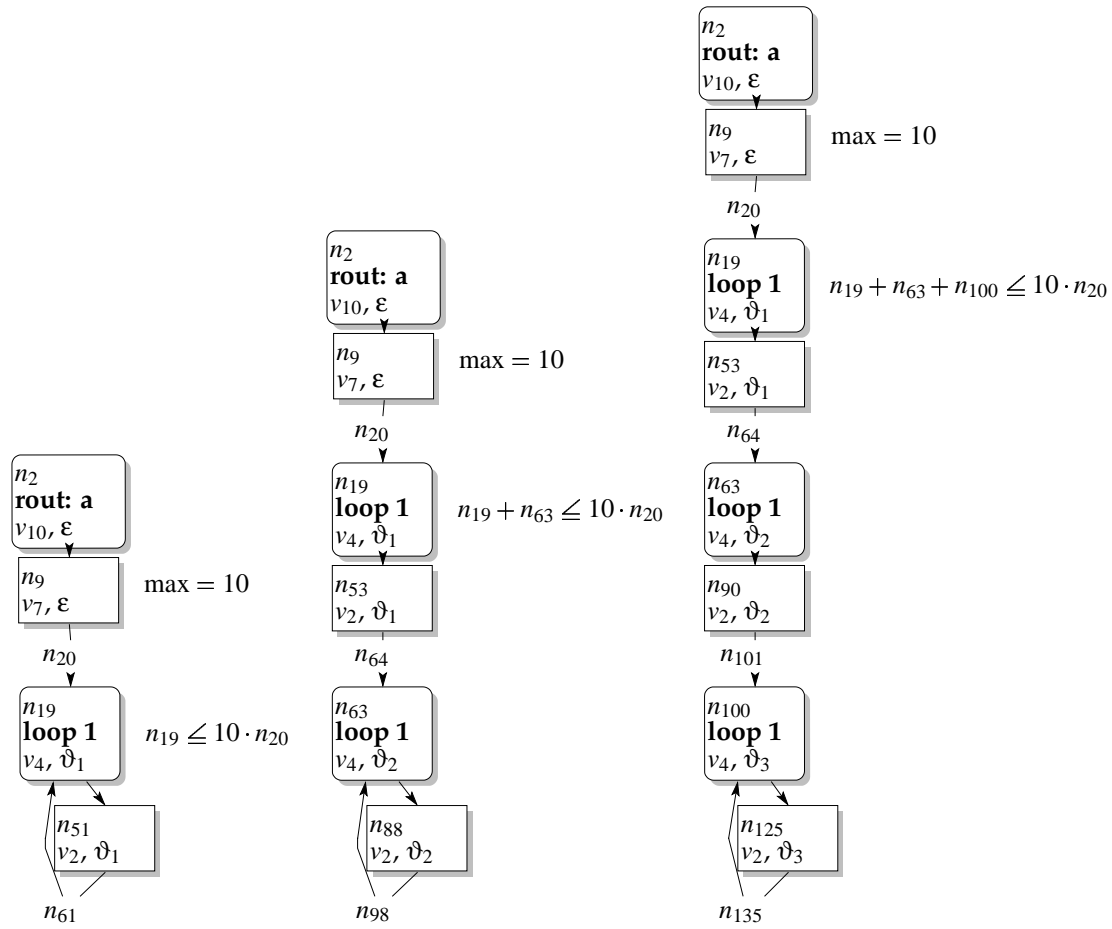 n₂
rout: a
v₁₀, ε
n₉
v₇, ε
max = 10
n₂₀
n₁₉
loop 1
v₄, ϑ₁
n₁₉ ≦ 10 · n₂₀
n₅₁
v₂, ϑ₁
n₆₁
n₂
rout: a
v₁₀, ε
n₉
v₇, ε
max = 10
n₂₀
n₁₉
loop 1
v₄, ϑ₁
n₁₉ + n₆₃ ≦ 10 · n₂₀
n₅₃
v₂, ϑ₁
n₆₄
n₆₃
loop 1
v₄, ϑ₂
n₈₈
v₂, ϑ₂
n₉₈
n₂
rout: a
v₁₀, ε
n₉
v₇, ε
max = 10
n₂₀
n₁₉
loop 1
v₄, ϑ₁
n₁₉ + n₆₃ + n₁₀₀ ≦ 10 · n₂₀
n₅₃
v₂, ϑ₁
n₆₄
n₆₃
loop 1
v₄, ϑ₂
n₉₀
v₂, ϑ₂
n₁₀₁
n₁₀₀
loop 1
v₄, ϑ₃
n₁₂₅
v₂, ϑ₃
n₁₃₅